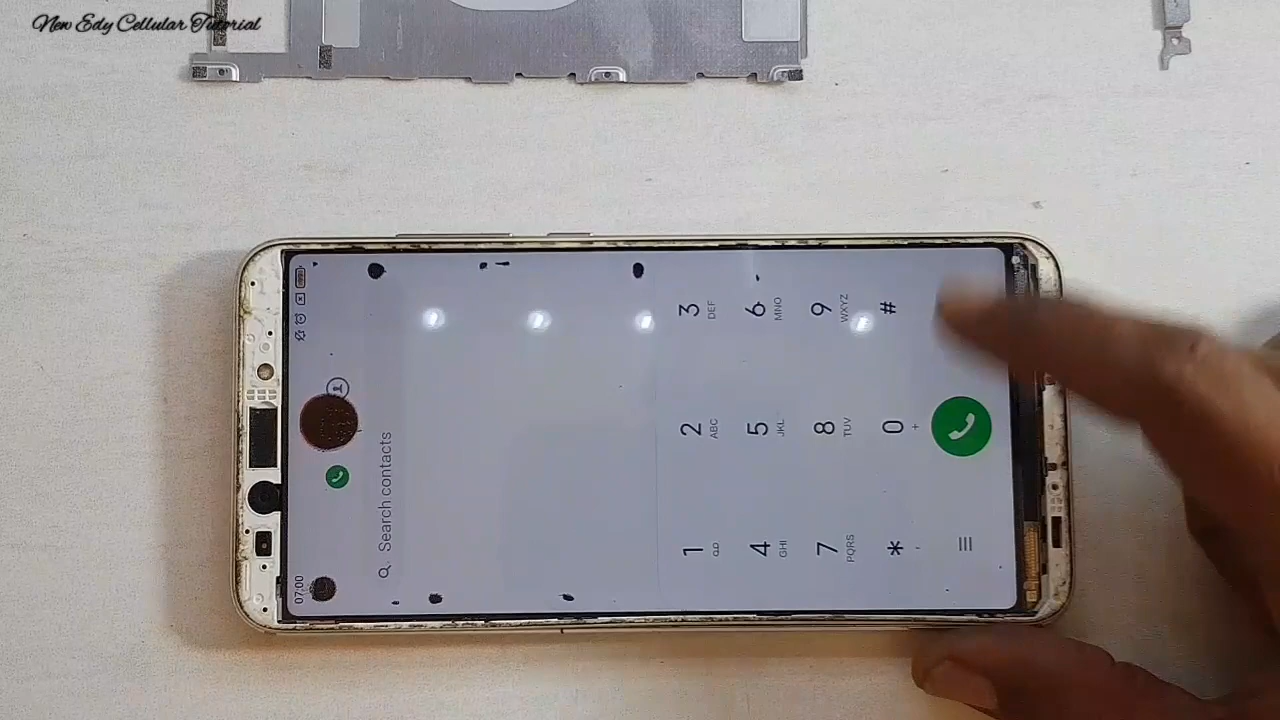 New Edy Cellular Tutorial
07:00
Search contacts
1
2 ABC
3 DEF
4 GHI
5 JKL
6 MNO
7 PQRS
8 TUV
9 WXYZ
* ,
0 +
#